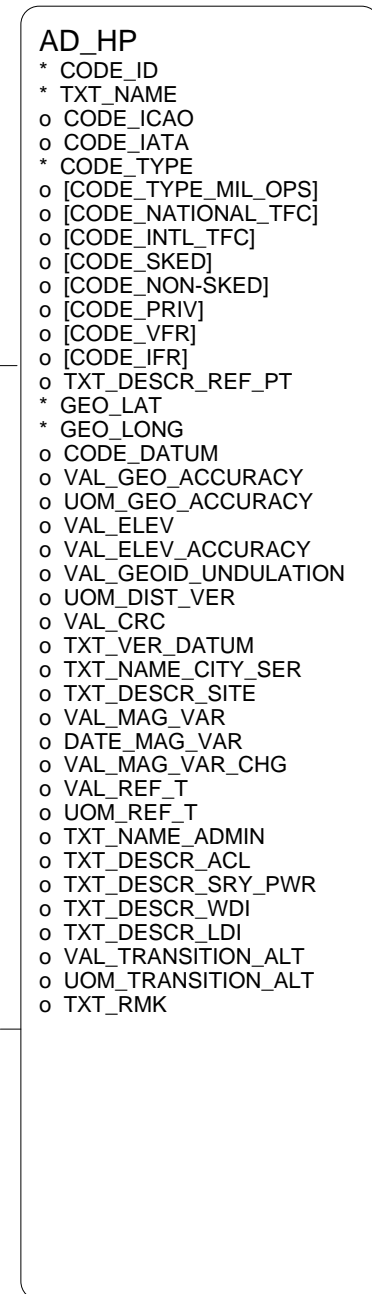 AD_HP
* CODE_ID
* TXT_NAME
o CODE_ICAO
o CODE_IATA
* CODE_TYPE
o [CODE_TYPE_MIL_OPS]
o [CODE_NATIONAL_TFC]
o [CODE_INTL_TFC]
o [CODE_SKED]
o [CODE_NON-SKED]
o [CODE_PRIV]
o [CODE_VFR]
o [CODE_IFR]
o TXT_DESCR_REF_PT
* GEO_LAT
* GEO_LONG
o CODE_DATUM
o VAL_GEO_ACCURACY
o UOM_GEO_ACCURACY
o VAL_ELEV
o VAL_ELEV_ACCURACY
o VAL_GEOID_UNDULATION
o UOM_DIST_VER
o VAL_CRC
o TXT_VER_DATUM
o TXT_NAME_CITY_SER
o TXT_DESCR_SITE
o VAL_MAG_VAR
o DATE_MAG_VAR
o VAL_MAG_VAR_CHG
o VAL_REF_T
o UOM_REF_T
o TXT_NAME_ADMIN
o TXT_DESCR_ACL
o TXT_DESCR_SRY_PWR
o TXT_DESCR_WDI
o TXT_DESCR_LDI
o VAL_TRANSITION_ALT
o UOM_TRANSITION_ALT
o TXT_RMK